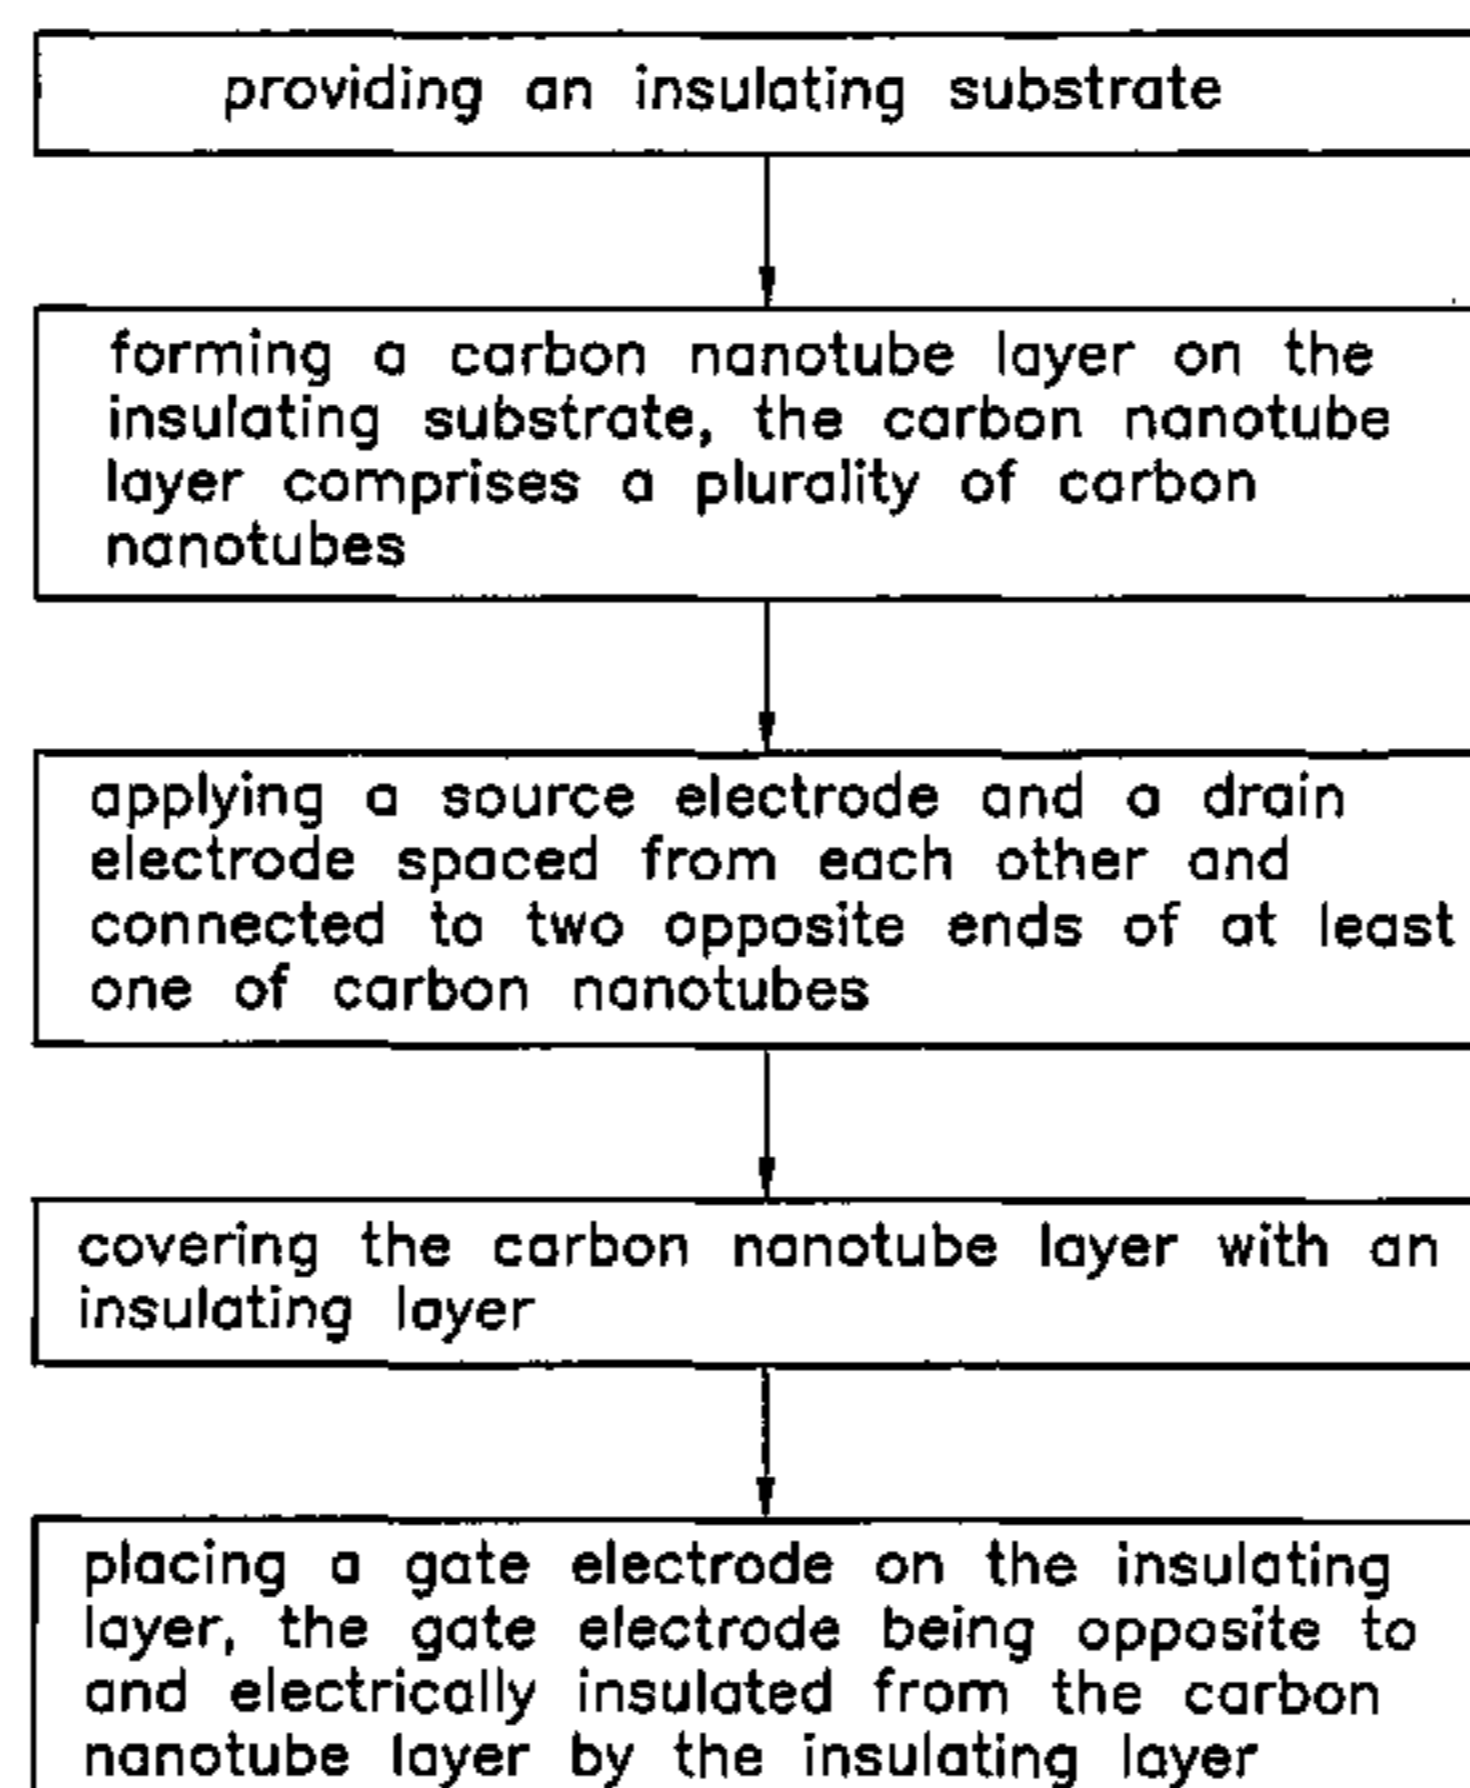 providing an insulating substrate
forming a carbon nanotube layer on the
insulating substrate, the carbon nanotube
layer comprises a plurality of carbon
nanotubes
applying a source electrode and a drain
electrode spaced from each other and
connected to two opposite ends of at least
one of carbon nanotubes
covering the carbon nanotube layer with an
insulating layer
placing a gate electrode on the insulating
layer, the gate electrode being opposite to
and electrically insulated from the carbon
nanotube layer by the insulating layer